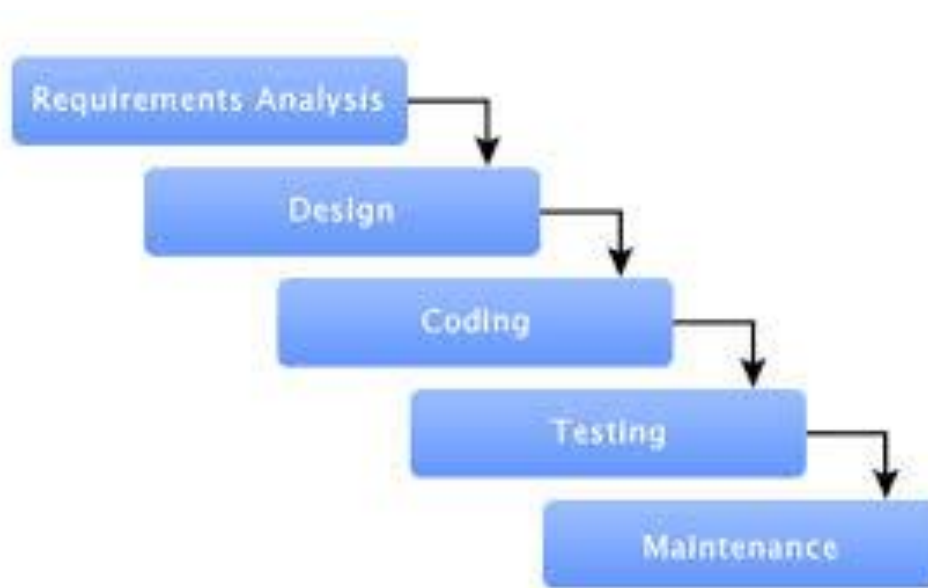 Requirements Analysis
Design
Coding
Testing
Maintenance